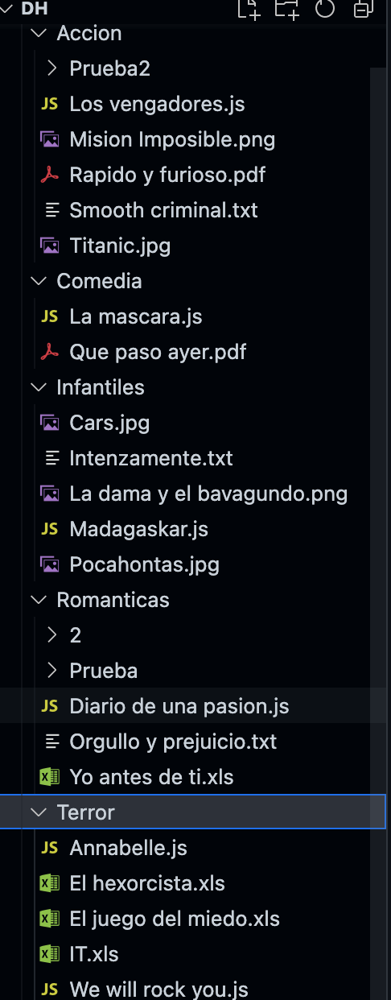 DH
Accion
Prueba2
JS Los vengadores.js
Mision Imposible.png
Rapido y furioso.pdf
Smooth criminal.txt
Titanic.jpg
Comedia
JS La mascara.js
Que paso ayer.pdf
Infantiles
Cars.jpg
Intenzamente.txt
La dama y el bavagundo.png
JS Madagaskar.js
Pocahontas.jpg
Romanticas
2
Prueba
JS Diario de una pasion.js
Orgullo y prejuicio.txt
Yo antes de ti.xls
Terror
JS Annabelle.js
El hexorcista.xls
El juego del miedo.xls
IT.xls
JS We will rock you.js